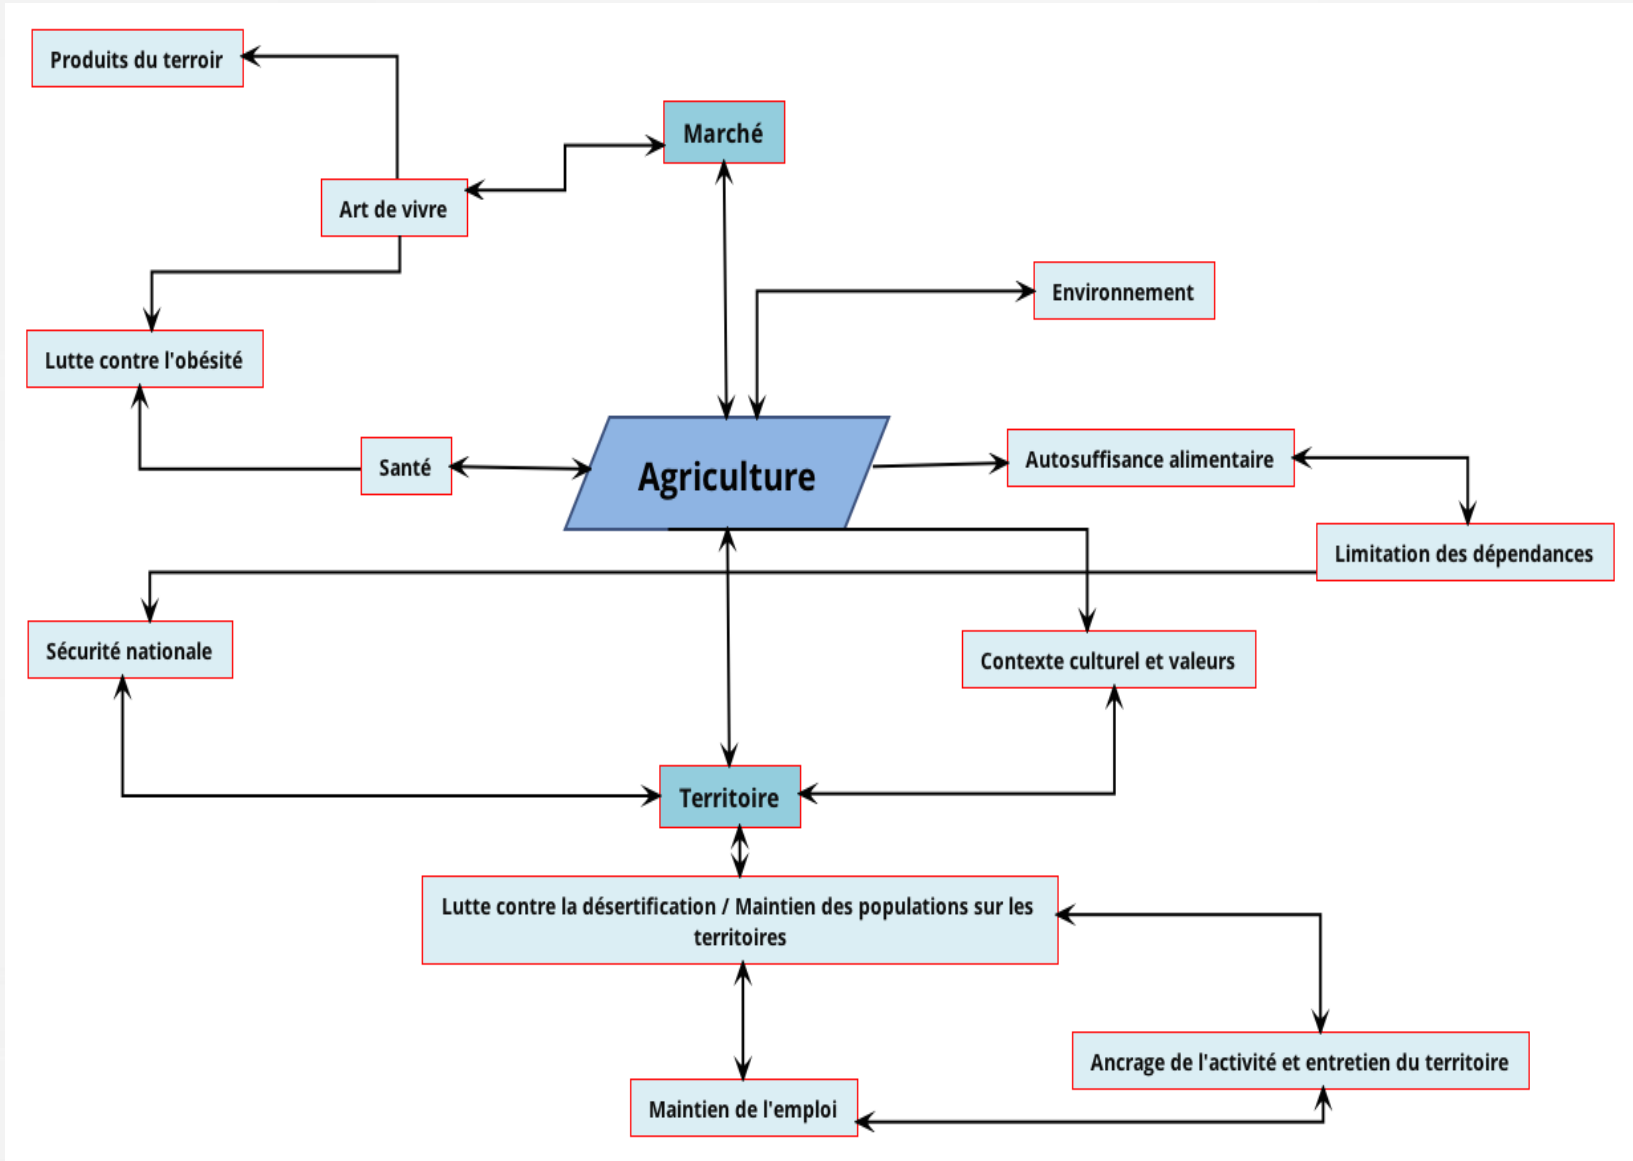 Produits du terroir
Marché
Art de vivre
Environnement
Lutte contre l'obésité
Santé
Agriculture
Autosuffisance alimentaire
Limitation des dépendances
Sécurité nationale
Contexte culturel et valeurs
Territoire
Lutte contre la désertification / Maintien des populations sur les
territoires
Ancrage de l'activité et entretien du territoire
Maintien de l'emploi